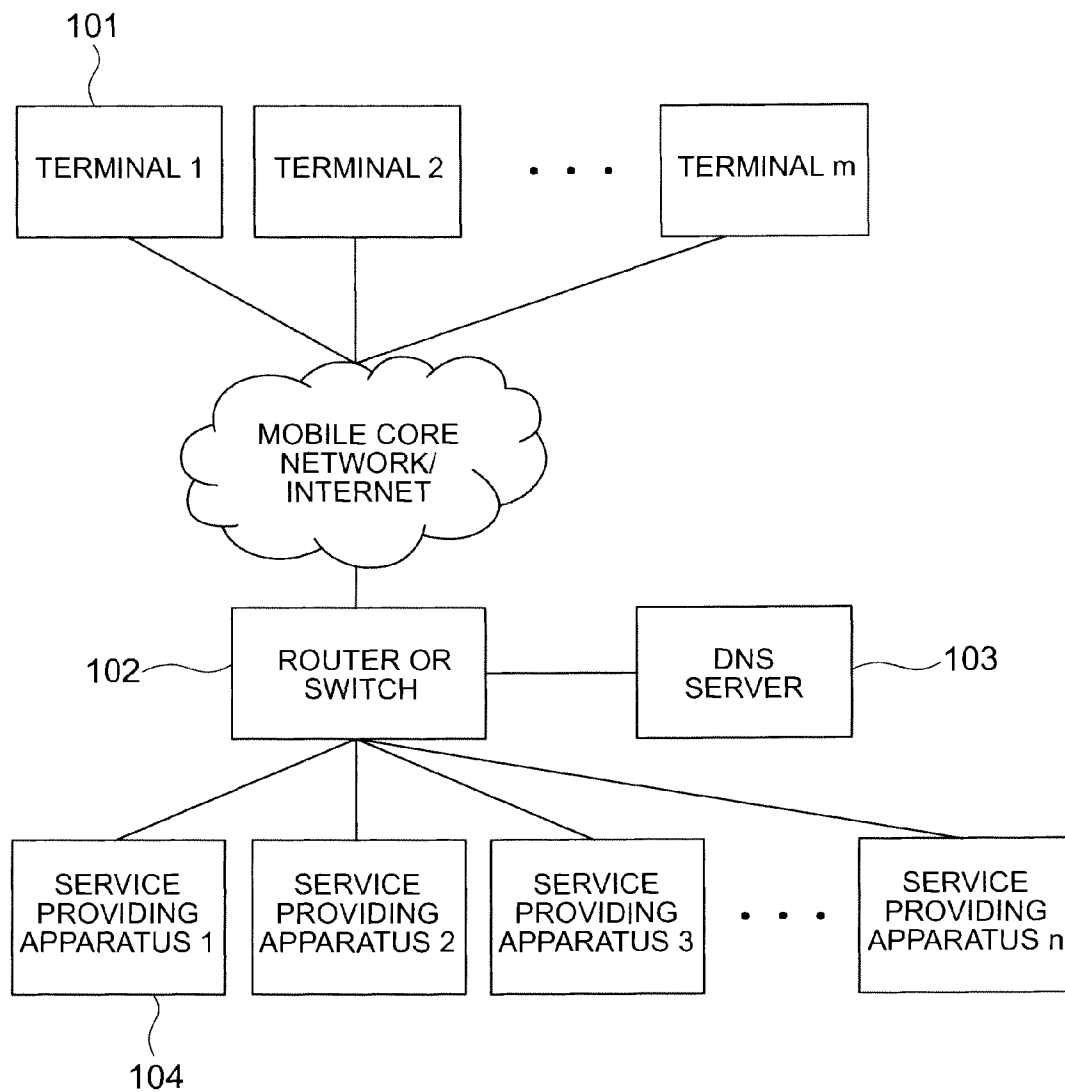 101
TERMINAL 1
TERMINAL 2
TERMINAL m
MOBILE CORE
NETWORK/
INTERNET
102
ROUTER OR
SWITCH
DNS
SERVER
103
SERVICE
PROVIDING
APPARATUS 1
SERVICE
PROVIDING
APPARATUS 2
SERVICE
PROVIDING
APPARATUS 3
SERVICE
PROVIDING
APPARATUS n
104